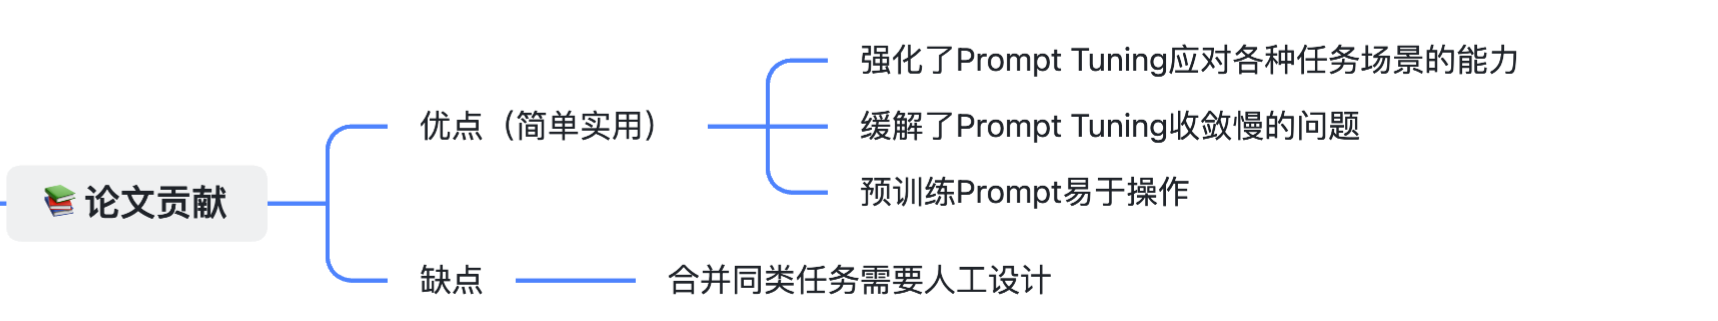 📚 论文贡献
优点（简单实用）
强化了Prompt Tuning应对各种任务场景的能力
缓解了Prompt Tuning收敛慢的问题
预训练Prompt易于操作
缺点
合并同类任务需要人工设计